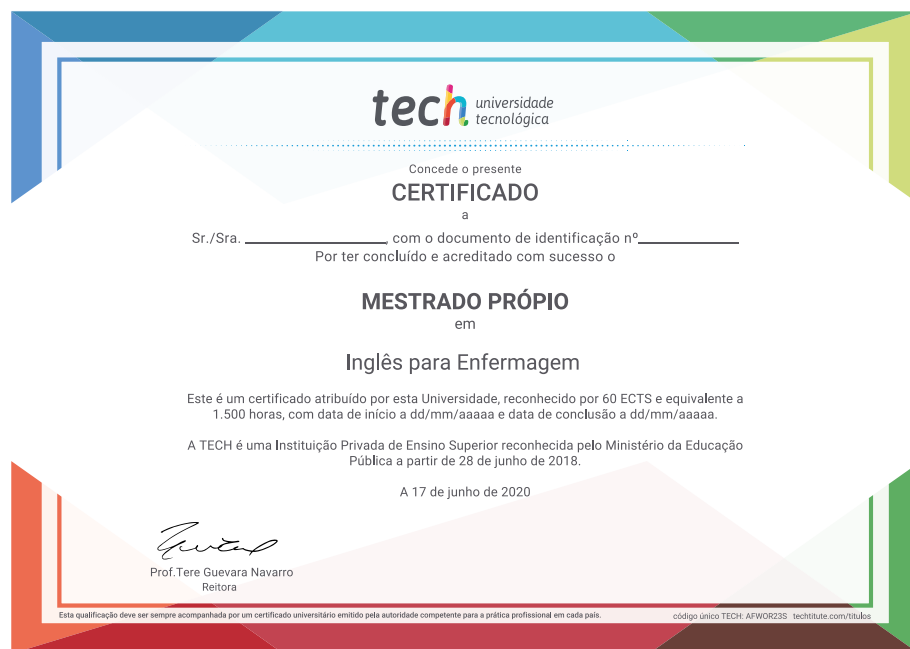 tech universidade
tecnológica
Concede o presente
CERTIFICADO
a
Sr./Sra. ________________, com o documento de identificação nº____________
Por ter concluído e acreditado com sucesso o
MESTRADO PRÓPIO
em
Inglês para Enfermagem
Este é um certificado atribuído por esta Universidade, reconhecido por 60 ECTS e equivalente a
1.500 horas, com data de início a dd/mm/aaaaa e data de conclusão a dd/mm/aaaaa.
A TECH é uma Instituição Privada de Ensino Superior reconhecida pelo Ministério da Educação
Pública a partir de 28 de junho de 2018.
A 17 de junho de 2020
Prof.Tere Guevara Navarro
Reitora
Esta qualificação deve ser sempre acompanhada por um certificado universitário emitido pela autoridade competente para a prática profissional em cada país.
código único TECH: AFWOR23S techtitute.com/titulos